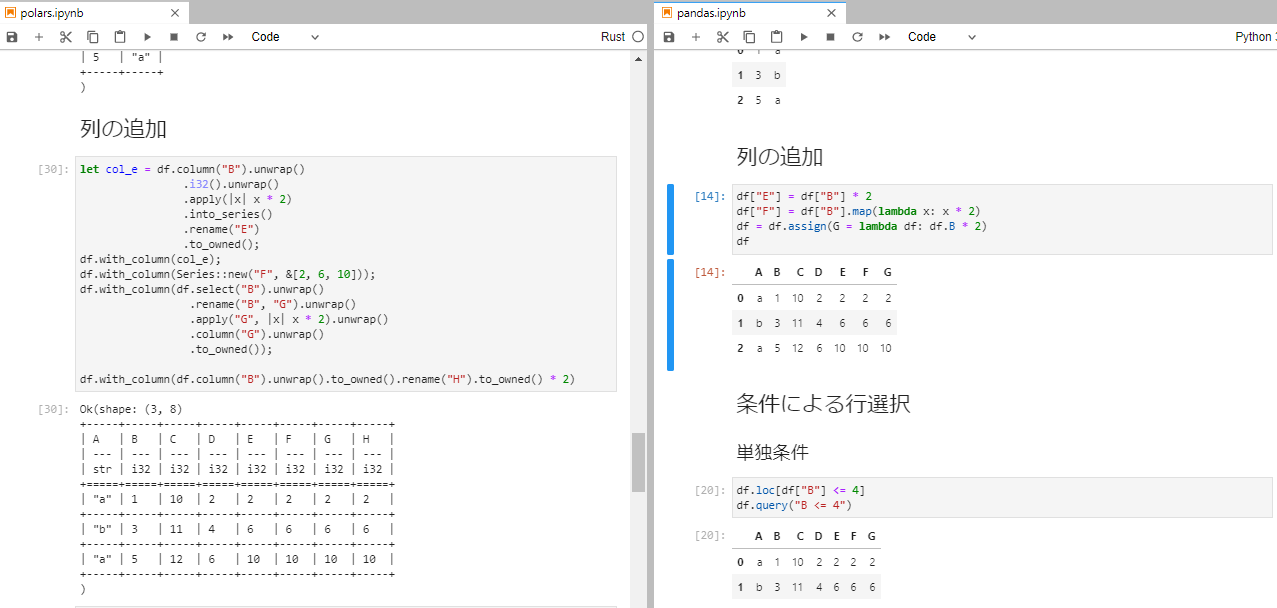 polars.ipynb
Code
Rust
| 5   | "a" |
+-----+-----+
)
列の追加
[30]:
let col_e = df.column("B").unwrap()
                .i32().unwrap()
                .apply(|x| x * 2)
                .into_series()
                .rename("E")
                .to_owned();
df.with_column(col_e);
df.with_column(Series::new("F", &[2, 6, 10]));
df.with_column(df.select("B").unwrap()
                 .rename("B", "G").unwrap()
                 .apply("G", |x| x * 2).unwrap()
                 .column("G").unwrap()
                 .to_owned());
df.with_column(df.column("B").unwrap().to_owned().rename("H").to_owned() * 2)
[30]:
Ok(shape: (3, 8)
+-----+-----+-----+-----+-----+-----+-----+-----+
| A   | B   | C   | D   | E   | F   | G   | H   |
| --- | --- | --- | --- | --- | --- | --- | --- |
| str | i32 | i32 | i32 | i32 | i32 | i32 | i32 |
+=====+=====+=====+=====+=====+=====+=====+=====+
| "a" | 1   | 10  | 2   | 2   | 2   | 2   | 2   |
+-----+-----+-----+-----+-----+-----+-----+-----+
| "b" | 3   | 11  | 4   | 6   | 6   | 6   | 6   |
+-----+-----+-----+-----+-----+-----+-----+-----+
| "a" | 5   | 12  | 6   | 10  | 10  | 10  | 10  |
+-----+-----+-----+-----+-----+-----+-----+-----+
)
pandas.ipynb
Code
Python
1 3 b
2 5 a
列の追加
[14]:
df["E"] = df["B"] * 2
df["F"] = df["B"].map(lambda x: x * 2)
df = df.assign(G = lambda df: df.B * 2)
df
[14]:
A B C D E F G
0 a 1 10 2 2 2 2
1 b 3 11 4 6 6 6
2 a 5 12 6 10 10 10
条件による行選択
単独条件
[20]:
df.loc[df["B"] <= 4]
df.query("B <= 4")
[20]:
A B C D E F G
0 a 1 10 2 2 2 2
1 b 3 11 4 6 6 6